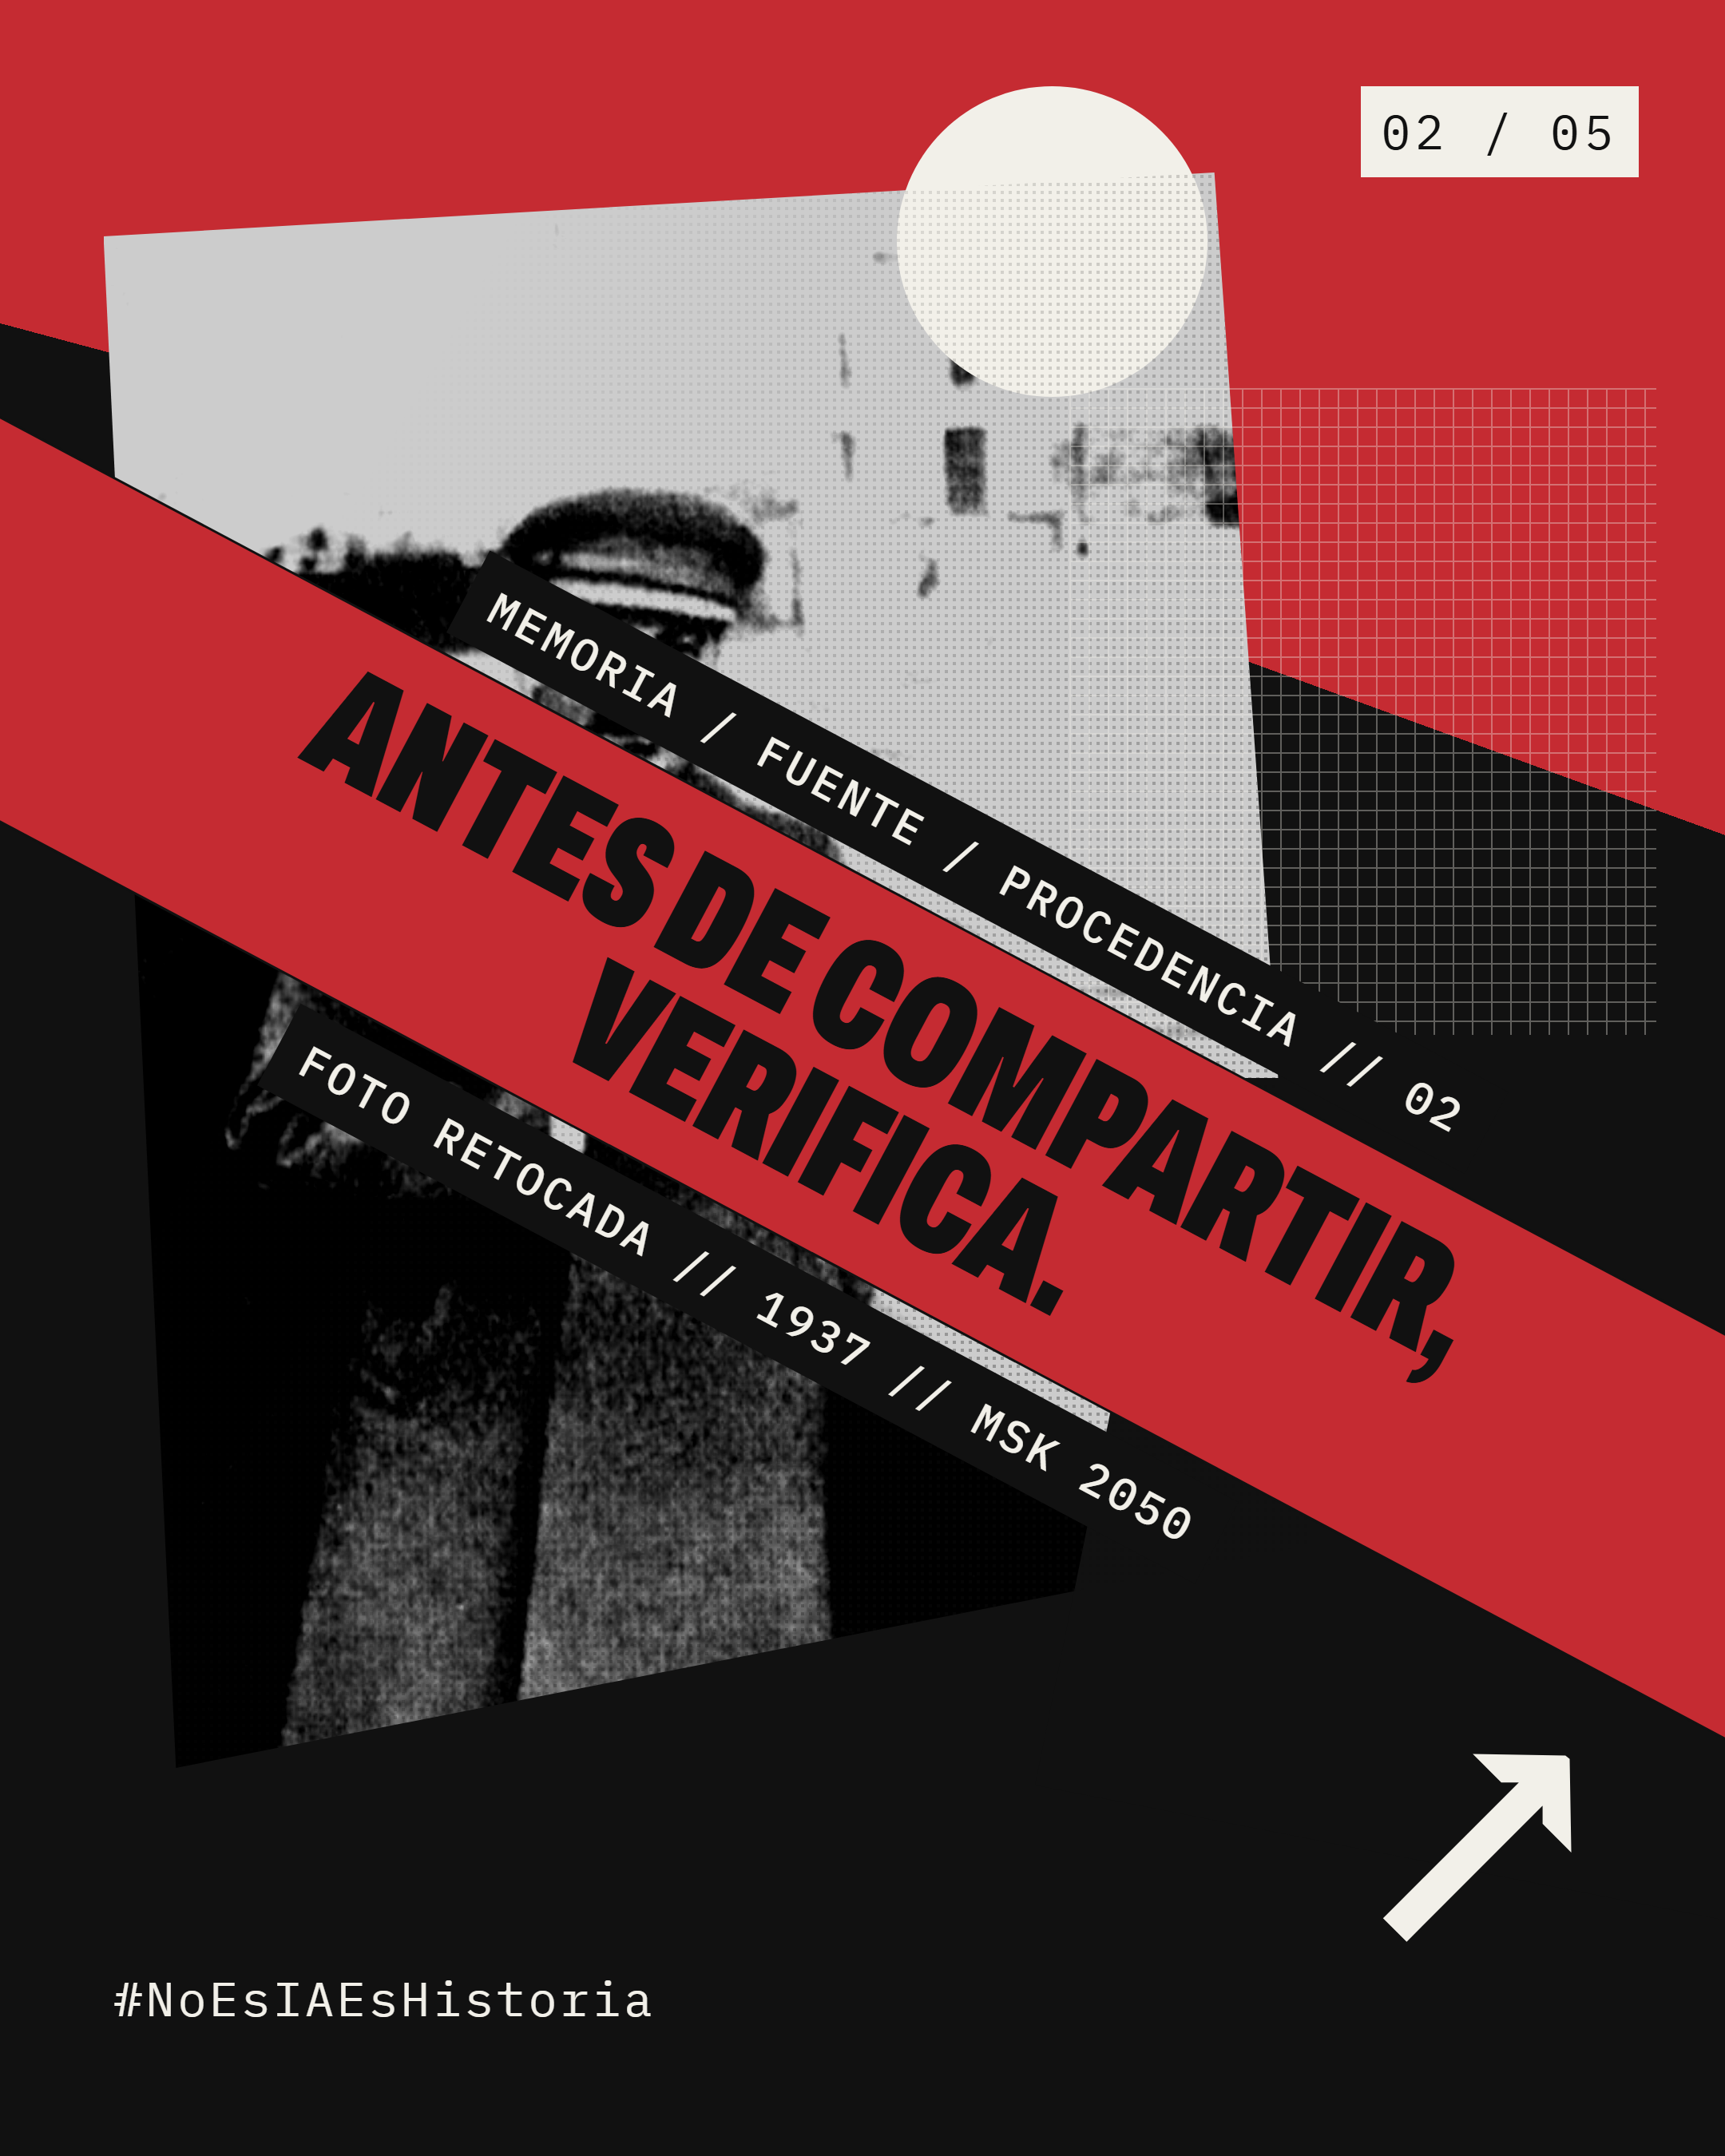 02 / 05
MEMORIA / FUENTE / PROCEDENCIA // 02
ANTES DE COMPARTIR,
VERIFICA.
FOTO RETOCADA // 1937 // MSK 2050
#NoEsIAEsHistoria